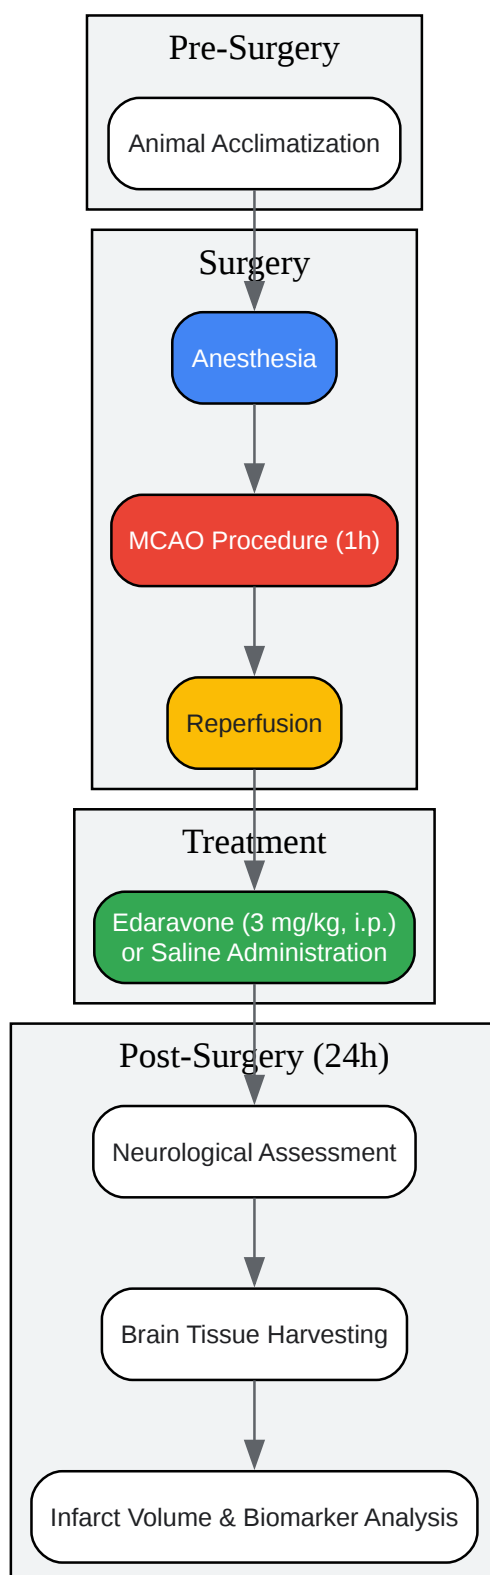 Pre-Surgery
Animal Acclimatization
Surgery
Anesthesia
MCAO Procedure (1h)
Reperfusion
Treatment
Edaravone (3 mg/kg, i.p.)
or Saline Administration
Post-Surgery (24h)
Neurological Assessment
Brain Tissue Harvesting
Infarct Volume & Biomarker Analysis